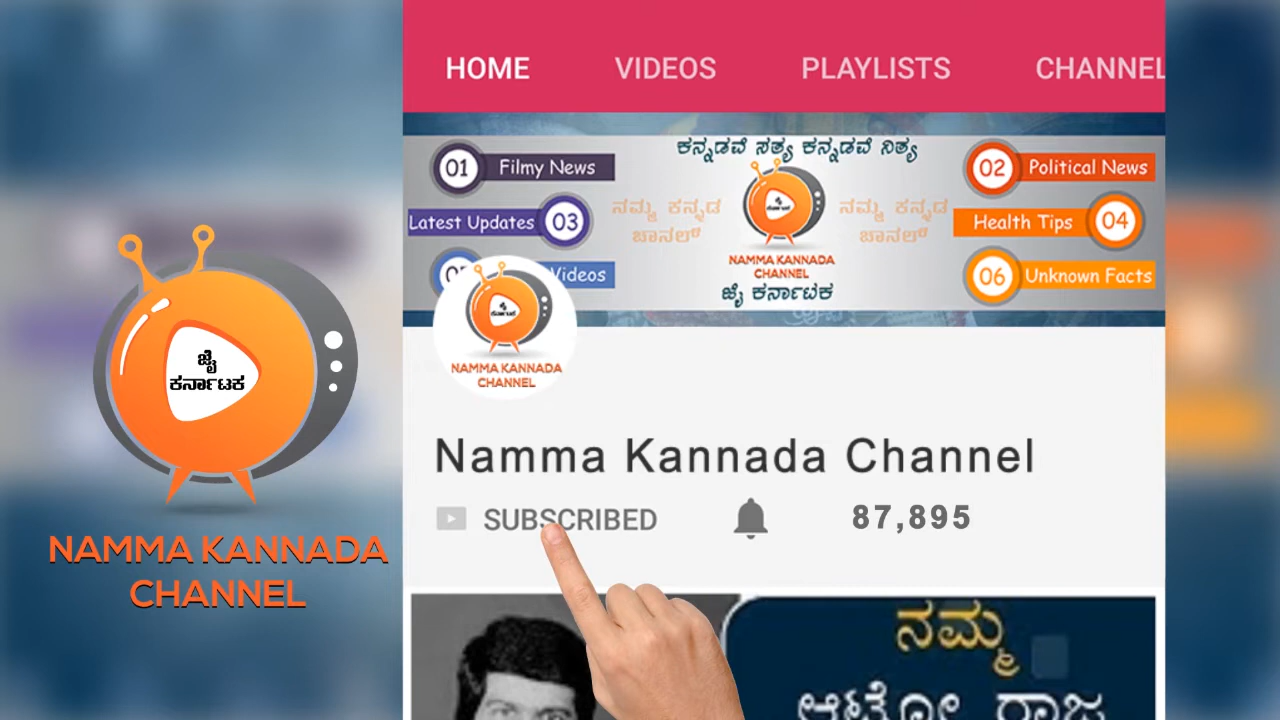 HOME VIDEOS PLAYLISTS CHANNEL
ಕನ್ನಡವೆ ಸತ್ಯ ಕನ್ನಡವೆ ನಿತ್ಯ
01 Filmy News
02 Political News
Latest Updates 03
ನಮ್ಮ ಕನ್ನಡ
ಚಾನಲ್
ನಮ್ಮ ಕನ್ನಡ
ಚಾನಲ್
Health Tips 04
NAMMA KANNADA
CHANNEL
ಜೈ ಕರ್ನಾಟಕ
Videos
06 Unknown Facts
ಜೈ
ಕರ್ನಾಟಕ
NAMMA KANNADA
CHANNEL
NAMMA KANNADA
CHANNEL
Namma Kannada Channel
SUBSCRIBED 87,895
ನಮ್ಮ
ಆಟೋ ರಾಜ